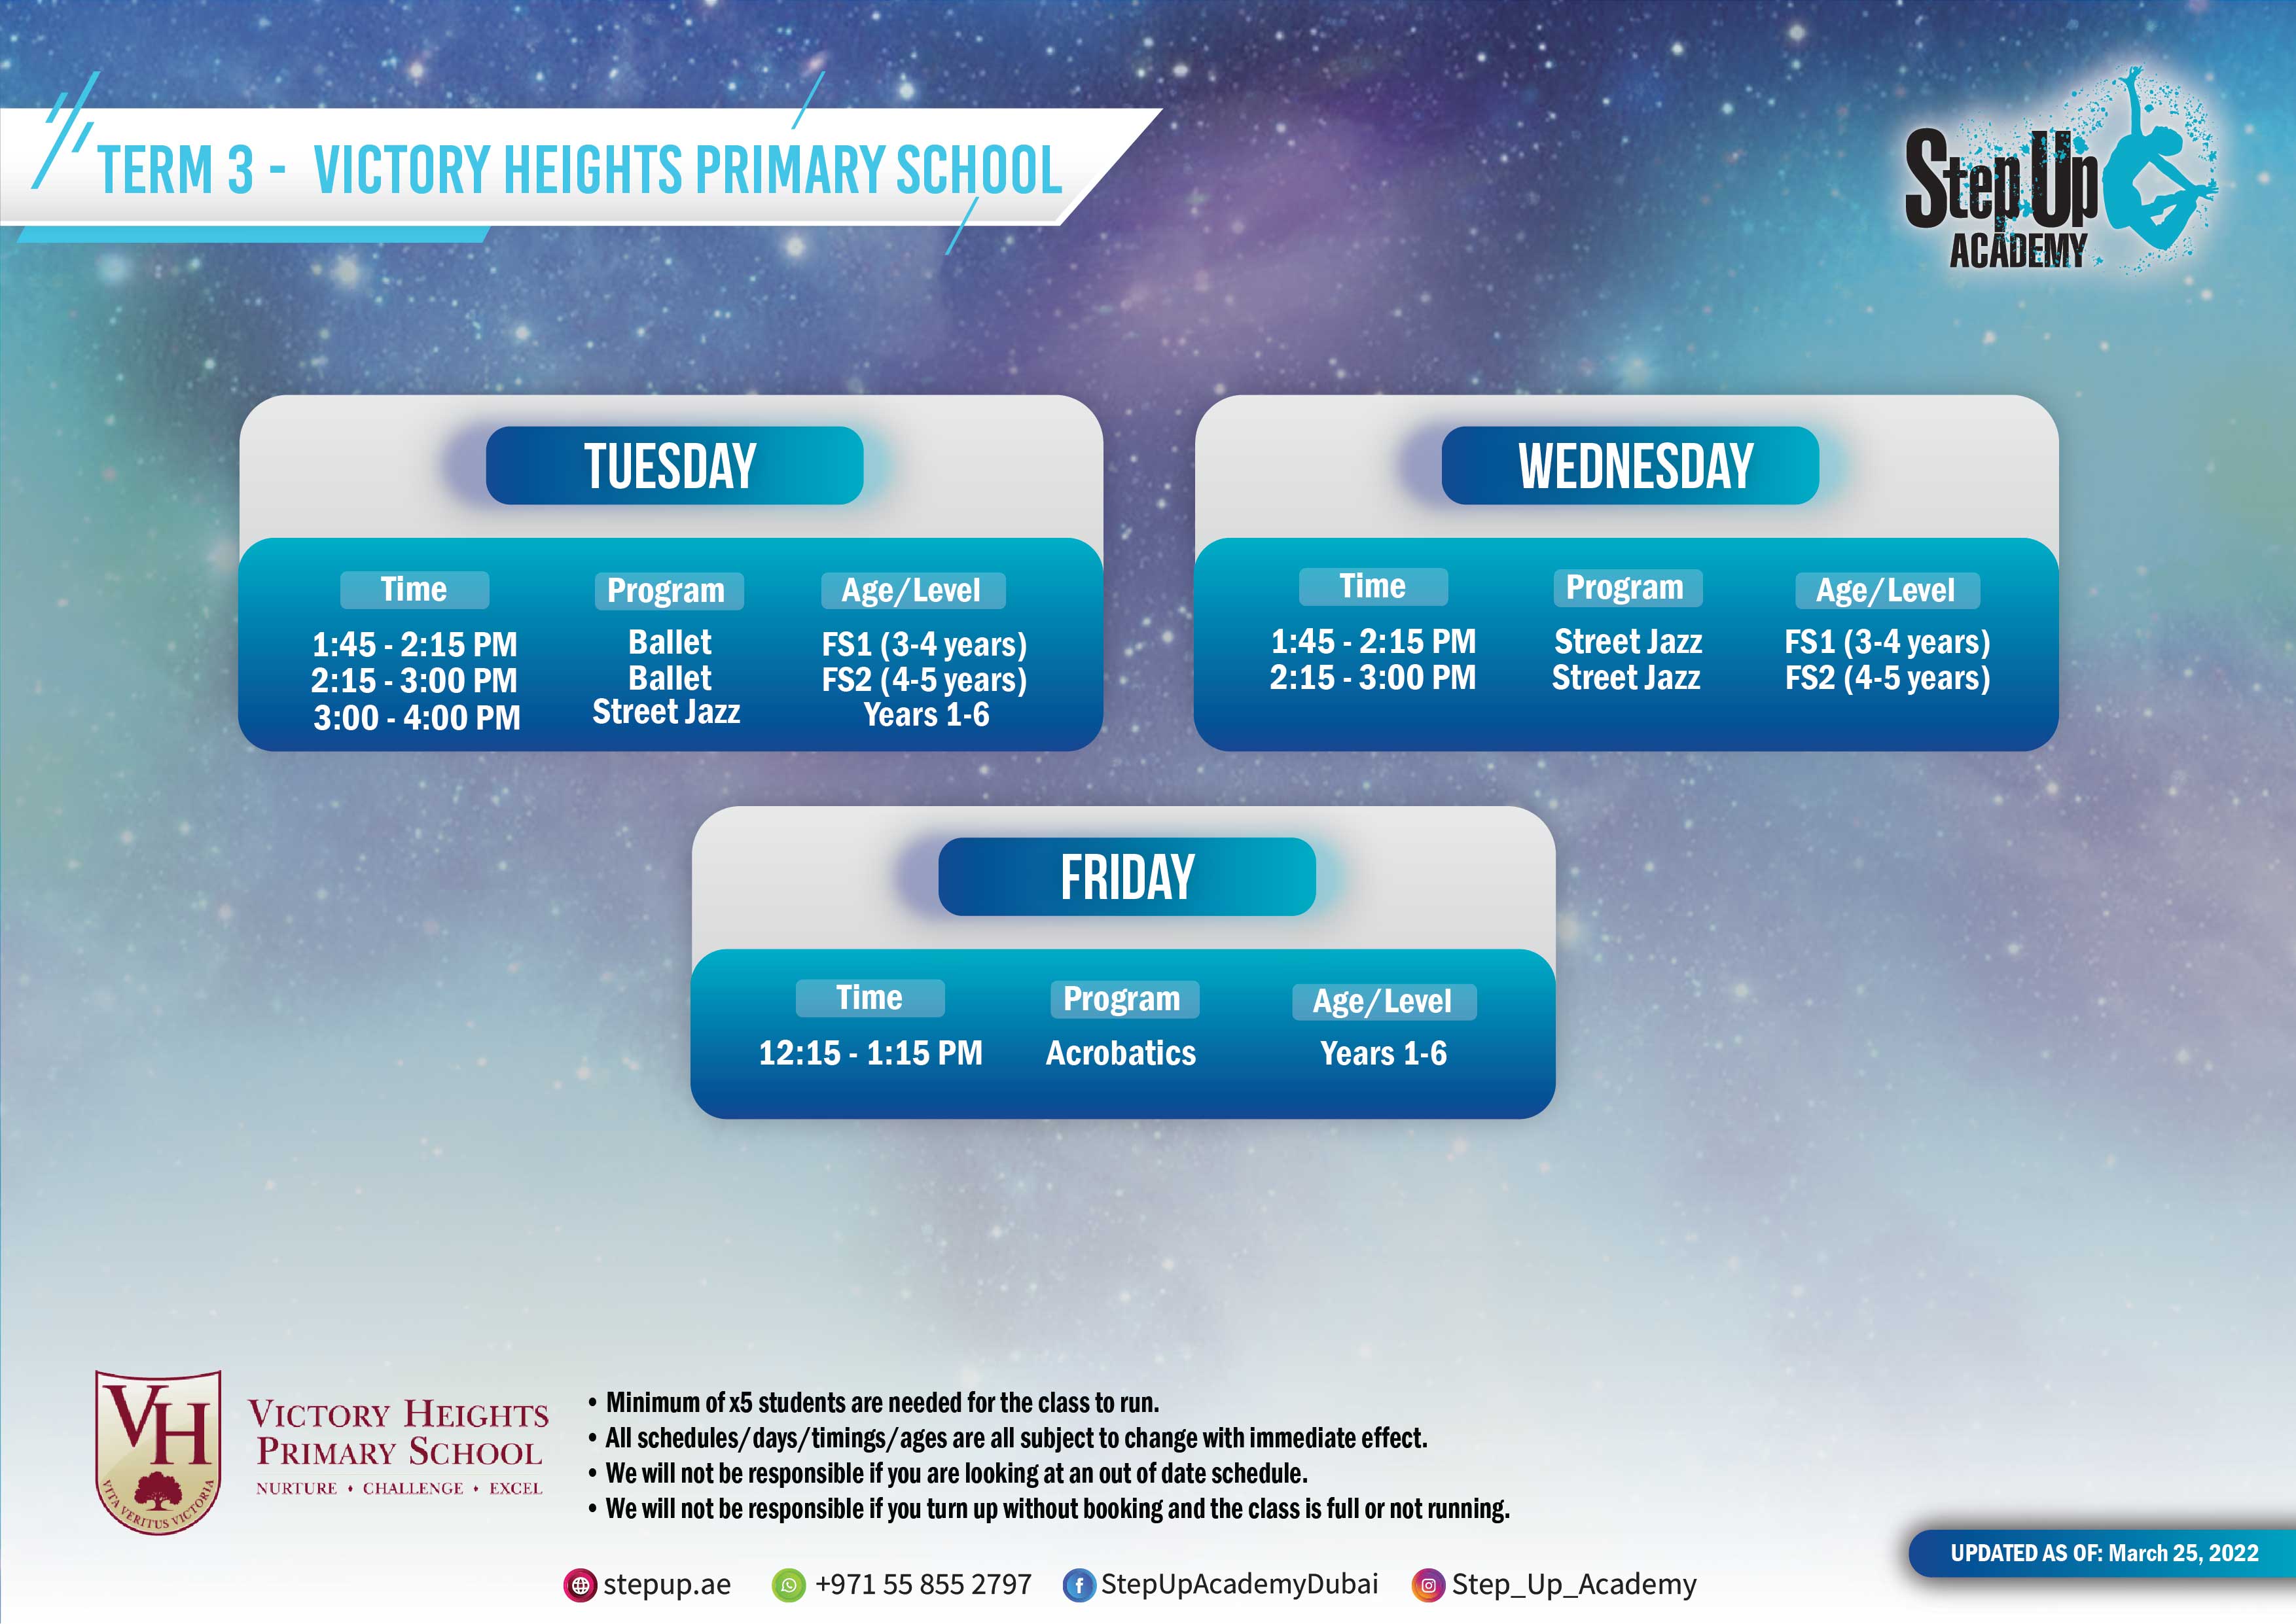 TERM 3 - VICTORY HEIGHTS PRIMARY SCHOOL
Step Up
ACADEMY
TUESDAY
Time Program Age/Level
1:45 - 2:15 PM Ballet FS1 (3-4 years)
2:15 - 3:00 PM Ballet FS2 (4-5 years)
3:00 - 4:00 PM Street Jazz Years 1-6
WEDNESDAY
Time Program Age/Level
1:45 - 2:15 PM Street Jazz FS1 (3-4 years)
2:15 - 3:00 PM Street Jazz FS2 (4-5 years)
FRIDAY
Time Program Age/Level
12:15 - 1:15 PM Acrobatics Years 1-6
VH
VITA VERITUS VICTORIA
VICTORY HEIGHTS
PRIMARY SCHOOL
NURTURE • CHALLENGE • EXCEL
• Minimum of x5 students are needed for the class to run.
• All schedules/days/timings/ages are all subject to change with immediate effect.
• We will not be responsible if you are looking at an out of date schedule.
• We will not be responsible if you turn up without booking and the class is full or not running.
UPDATED AS OF: March 25, 2022
stepup.ae +971 55 855 2797 StepUpAcademyDubai Step_Up_Academy